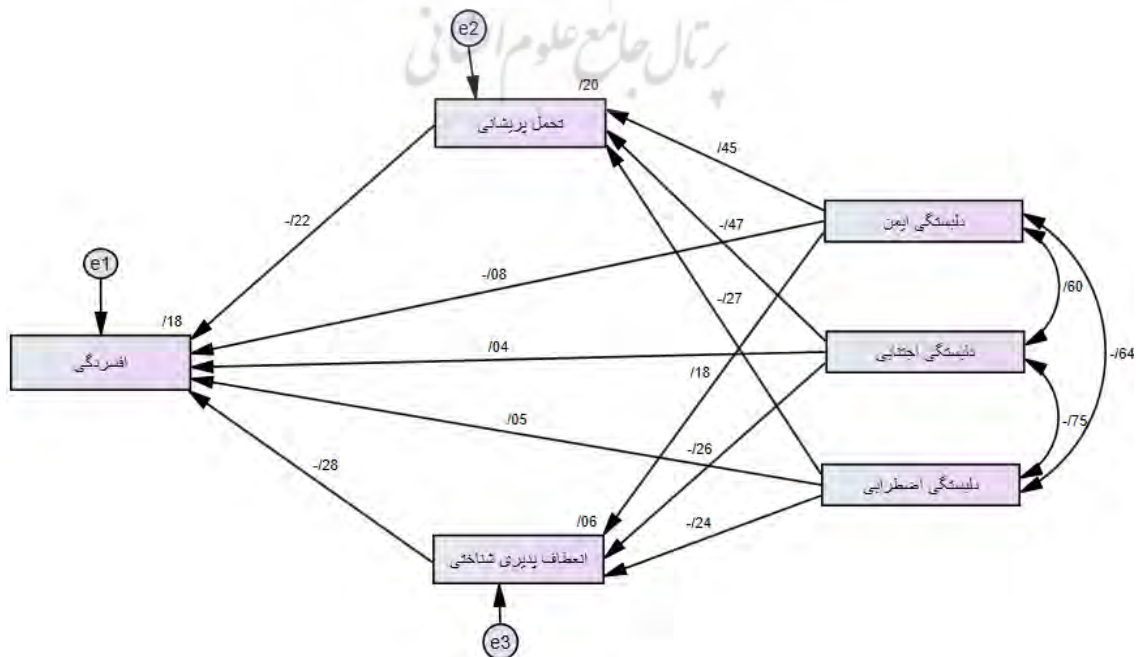 پرتال جامع علوم انسانی
e2
/20
تحمل پریشانی
/45
دلبستگی ایمن
-/22
-/47
e1
-/08
-/27
/60
/18
افسردگی
/04
دلبستگی اجتنابی
-/64
/18
/05
-/26
-/75
-/28
دلبستگی اضطرابی
-/24
/06
انعطاف پذیری شناختی
e3